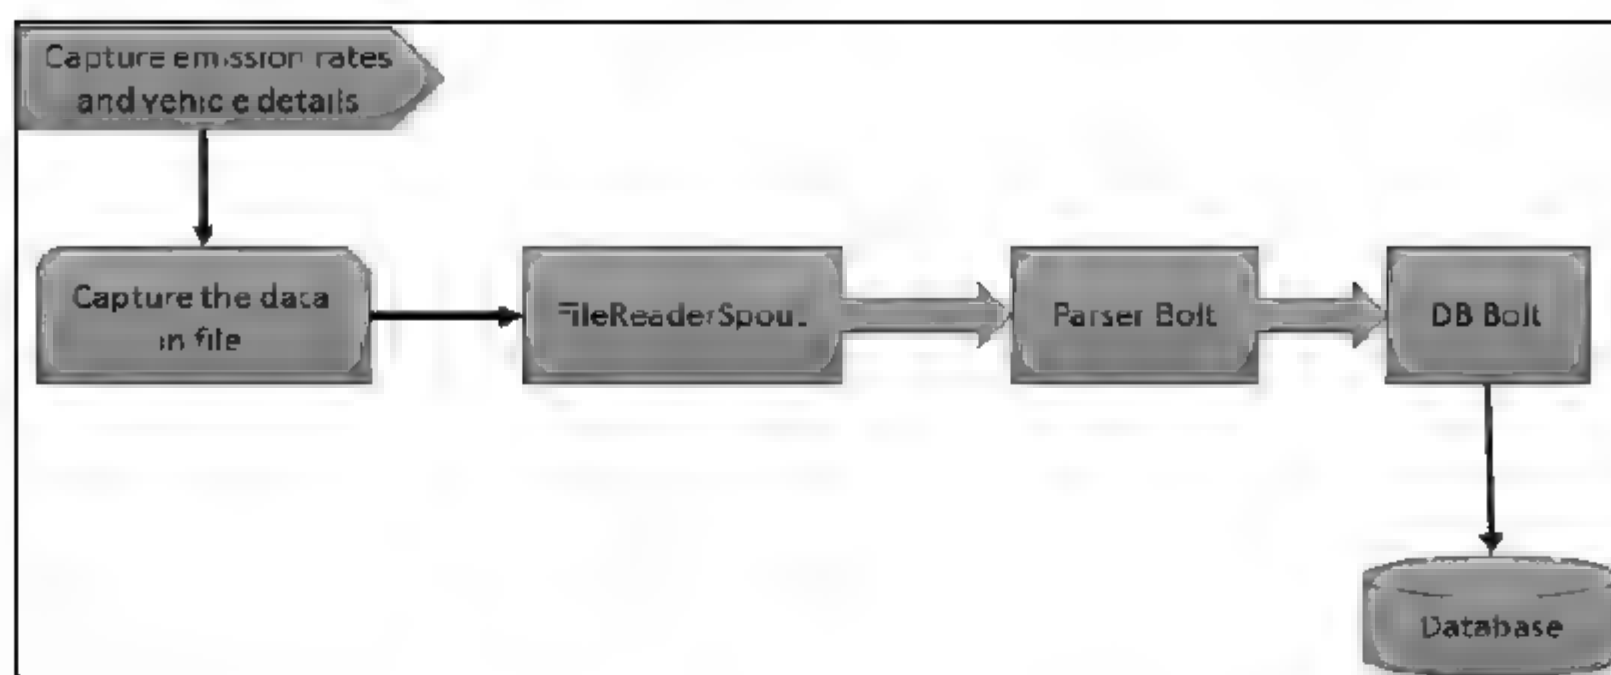 Capture emission rates
and vehicle details
Capture the data
in file
FileReaderSpout
Parser Bolt
DB Bolt
Database